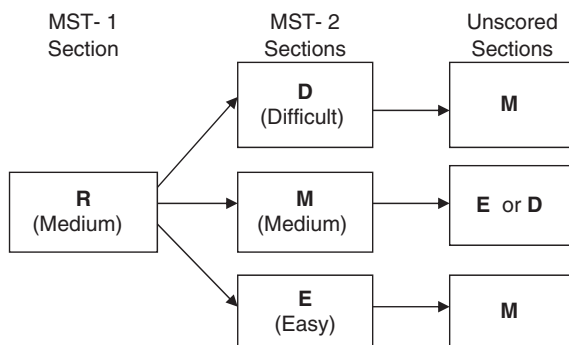 MST- 1
Section
MST- 2
Sections
Unscored
Sections
D
(Difficult)
M
R
(Medium)
M
(Medium)
E or D
E
(Easy)
M